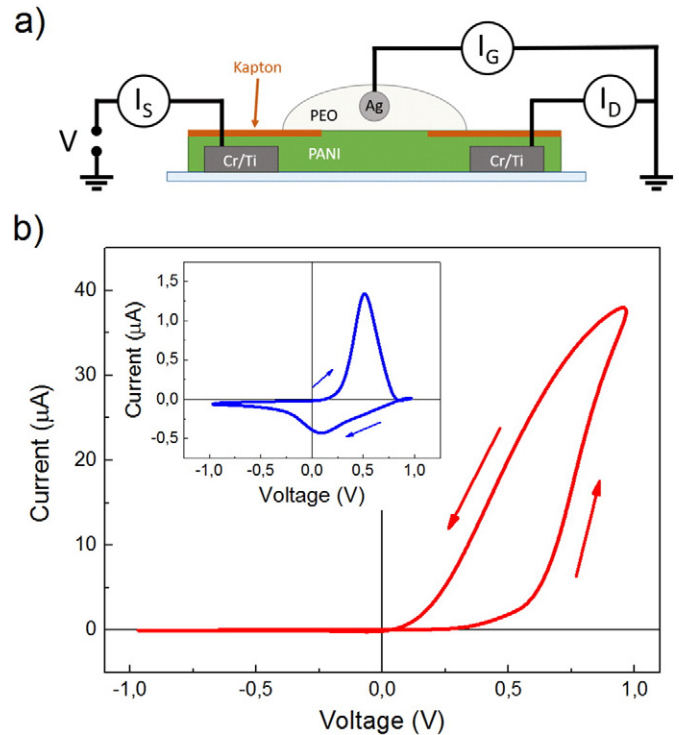 a)
Kapton
I_G
I_S
PEO
Ag
I_D
V
Cr/Ti
PANI
Cr/Ti
b)
1,5
1,0
0,5
0,0
-0,5
Current (μA)
-1,0 -0,5 0,0 0,5 1,0
Voltage (V)
40
30
20
10
0
Current (μA)
-1,0 -0,5 0,0 0,5 1,0
Voltage (V)